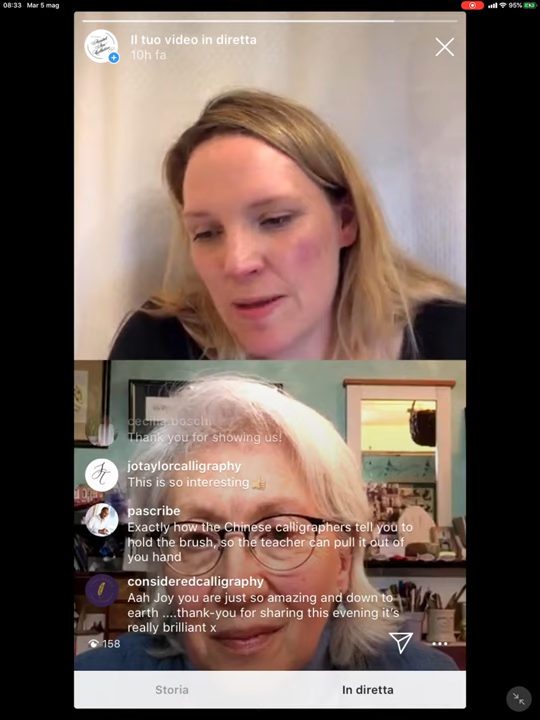 08:33 Mar 5 mag
95%
Il tuo video in diretta
10h fa
Thank you for showing us!
jotaylorcalligraphy
This is so interesting
pascribe
Exactly how the Chinese calligraphers tell you to
hold the brush, so the teacher can pull it out of
you hand
consideredcalligraphy
Aah Joy you are just so amazing and down to
earth ....thank-you for sharing this evening it's
really brilliant x
158
Storia In diretta